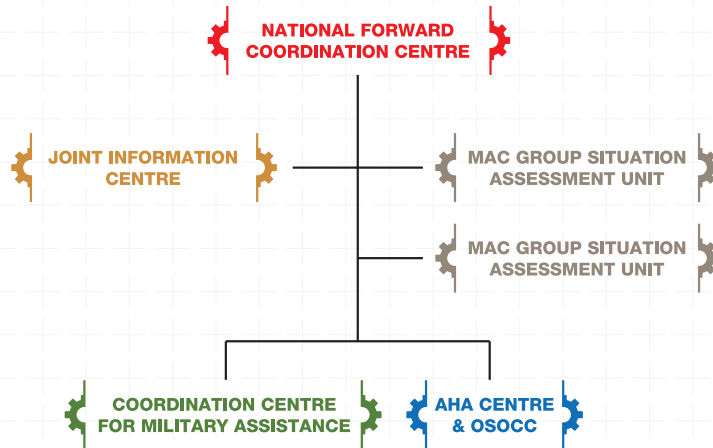 NATIONAL FORWARD
COORDINATION CENTRE
JOINT INFORMATION
CENTRE
MAC GROUP SITUATION
ASSESSMENT UNIT
MAC GROUP SITUATION
ASSESSMENT UNIT
COORDINATION CENTRE
FOR MILITARY ASSISTANCE
AHA CENTRE
& OSOCC